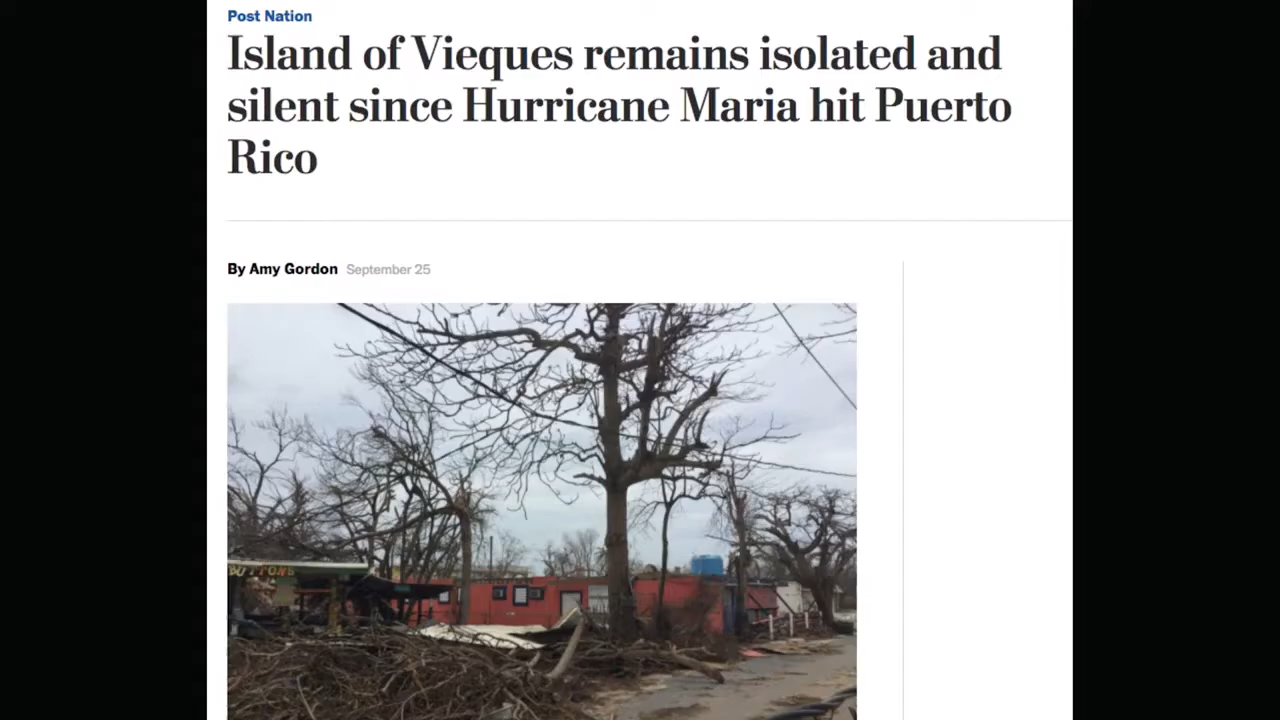 Post Nation
Island of Vieques remains isolated and
silent since Hurricane Maria hit Puerto
Rico
By Amy Gordon September 25
BUTTONS